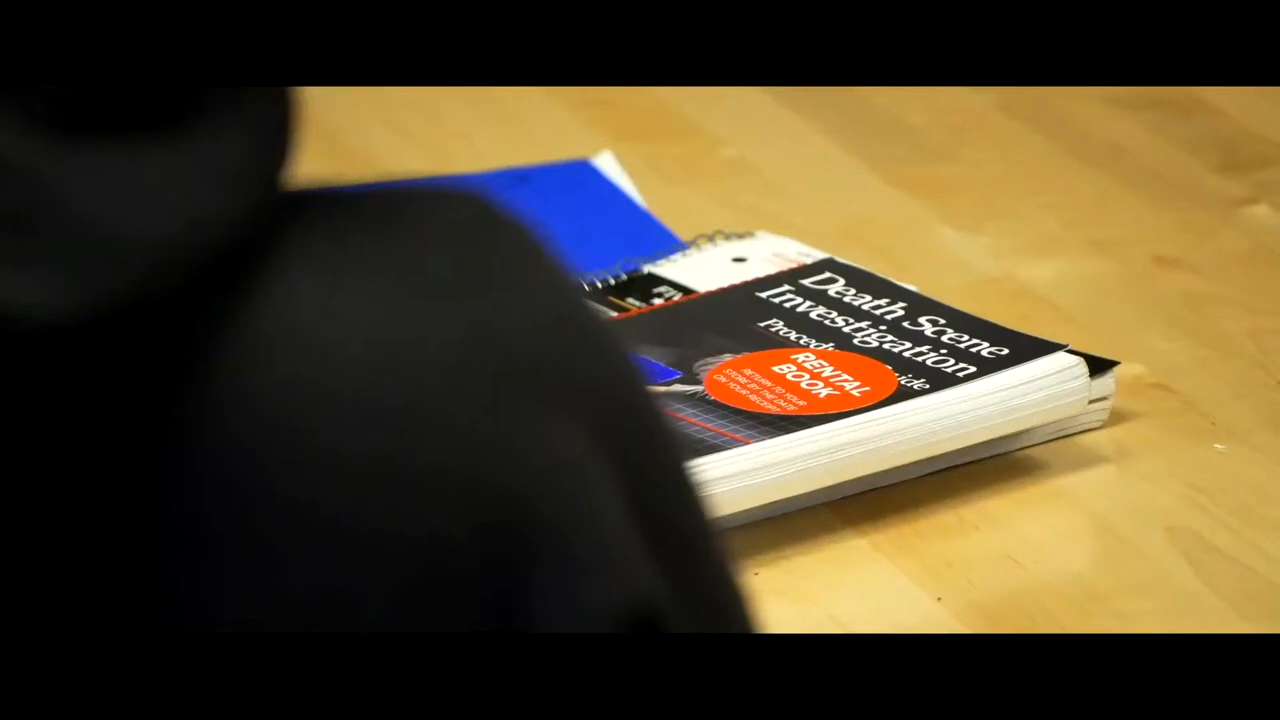 Death Scene
Investigation
RENTAL
BOOK
RETURN TO YOUR
STORE BY THE DATE
ON YOUR RECEIPT